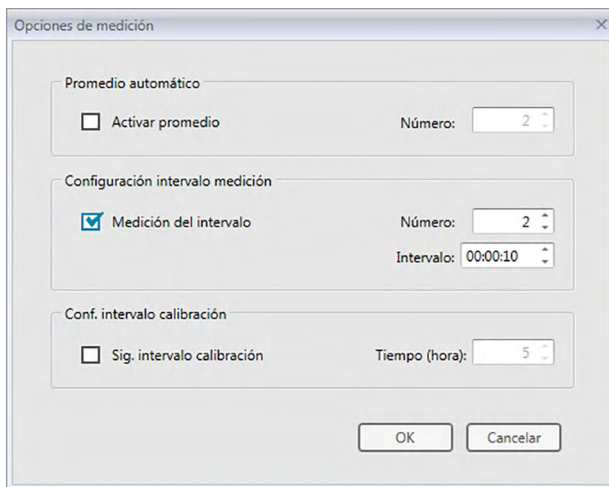 Opciones de medición
Promedio automático
Activar promedio Número: 2
Configuración intervalo medición
Medición del intervalo Número: 2
Intervalo: 00:00:10
Conf. intervalo calibración
Sig. intervalo calibración Tiempo (hora): 5
OK Cancelar